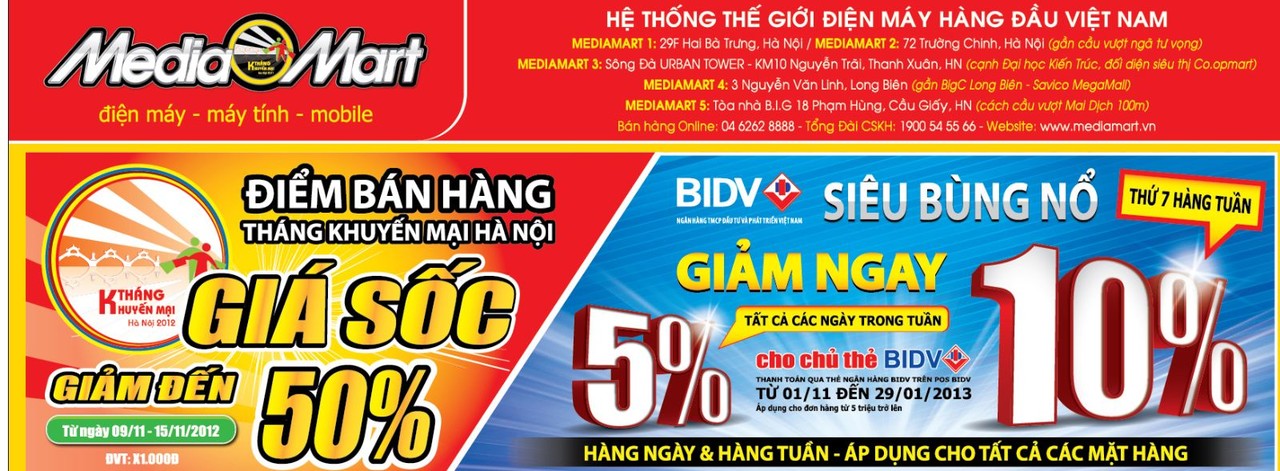 Media Mart
THÁNG
KHUYẾN MẠI
điện máy - máy tính - mobile
HỆ THỐNG THẾ GIỚI ĐIỆN MÁY HÀNG ĐẦU VIỆT NAM
MEDIAMART 1: 29F Hai Bà Trưng, Hà Nội / MEDIAMART 2: 72 Trường Chinh, Hà Nội (gần cầu vượt ngã tư vọng)
MEDIAMART 3: Sông Đà URBAN TOWER - KM10 Nguyễn Trãi, Thanh Xuân, HN (cạnh Đại học Kiến Trúc, đối diện siêu thị Co.opmart)
MEDIAMART 4: 3 Nguyễn Văn Linh, Long Biên (gần BigC Long Biên - Savico MegaMall)
MEDIAMART 5: Tòa nhà B.I.G 18 Phạm Hùng, Cầu Giấy, HN (cách cầu vượt Mai Dịch 100m)
Bán hàng Online: 04 6262 8888 - Tổng Đài CSKH: 1900 54 55 66 - Website: www.mediamart.vn
ĐIỂM BÁN HÀNG
THÁNG KHUYẾN MẠI HÀ NỘI
THÁNG
KHUYẾN MẠI
Hà Nội 2012
GIÁ SỐC
GIẢM ĐẾN
50%
Từ ngày 09/11 - 15/11/2012
ĐVT: X1.000Đ
BIDV
NGÂN HÀNG TMCP ĐẦU TƯ VÀ PHÁT TRIỂN VIỆT NAM
SIÊU BÙNG NỔ
THỨ 7 HÀNG TUẦN
GIẢM NGAY
10%
5%
TẤT CẢ CÁC NGÀY TRONG TUẦN
cho chủ thẻ BIDV
THANH TOÁN QUA THẺ NGÂN HÀNG BIDV TRÊN POS BIDV
TỪ 01/11 ĐẾN 29/01/2013
Áp dụng cho đơn hàng từ 5 triệu trở lên
HÀNG NGÀY & HÀNG TUẦN - ÁP DỤNG CHO TẤT CẢ CÁC MẶT HÀNG